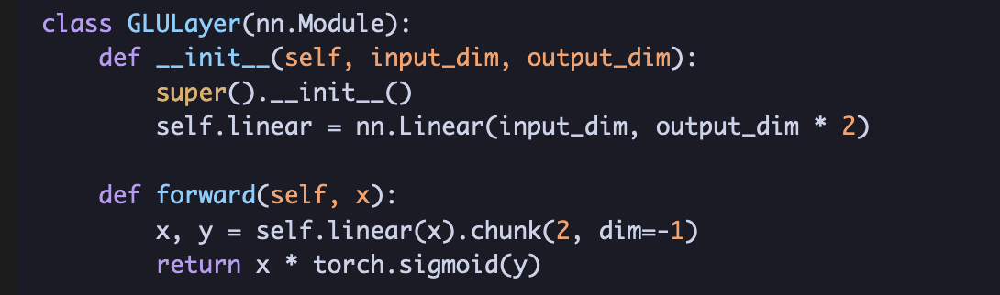 class GLULayer(nn.Module):
    def __init__(self, input_dim, output_dim):
        super().__init__()
        self.linear = nn.Linear(input_dim, output_dim * 2)

    def forward(self, x):
        x, y = self.linear(x).chunk(2, dim=-1)
        return x * torch.sigmoid(y)